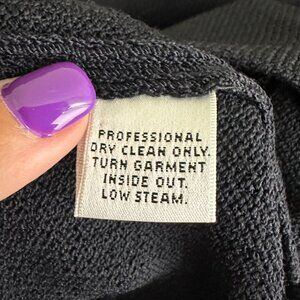 PROFESSIONAL
DRY CLEAN ONLY.
TURN GARMENT
INSIDE OUT.
LOW STEAM.